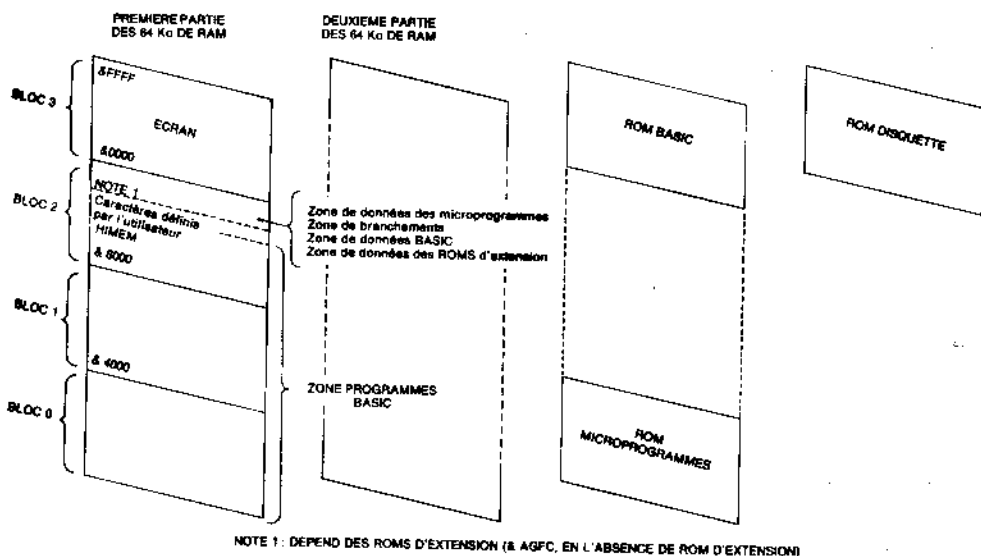 PREMIERE PARTIE
DES 64 Ko DE RAM
DEUXIEME PARTIE
DES 64 Ko DE RAM
BLOC 3
&FFFF
ECRAN
&0000
ROM BASIC
ROM DISQUETTE
BLOC 2
NOTE 1
Caractères définis
par l'utilisateur
HIMEM
& 8000
Zone de données des microprogrammes
Zone de branchements
Zone de données BASIC
Zone de données des ROMS d'extension
BLOC 1
& 4000
BLOC 0
ZONE PROGRAMMES
BASIC
ROM
MICROPROGRAMMES
NOTE 1 : DEPEND DES ROMS D'EXTENSION (& AGFC, EN L'ABSENCE DE ROM D'EXTENSION)